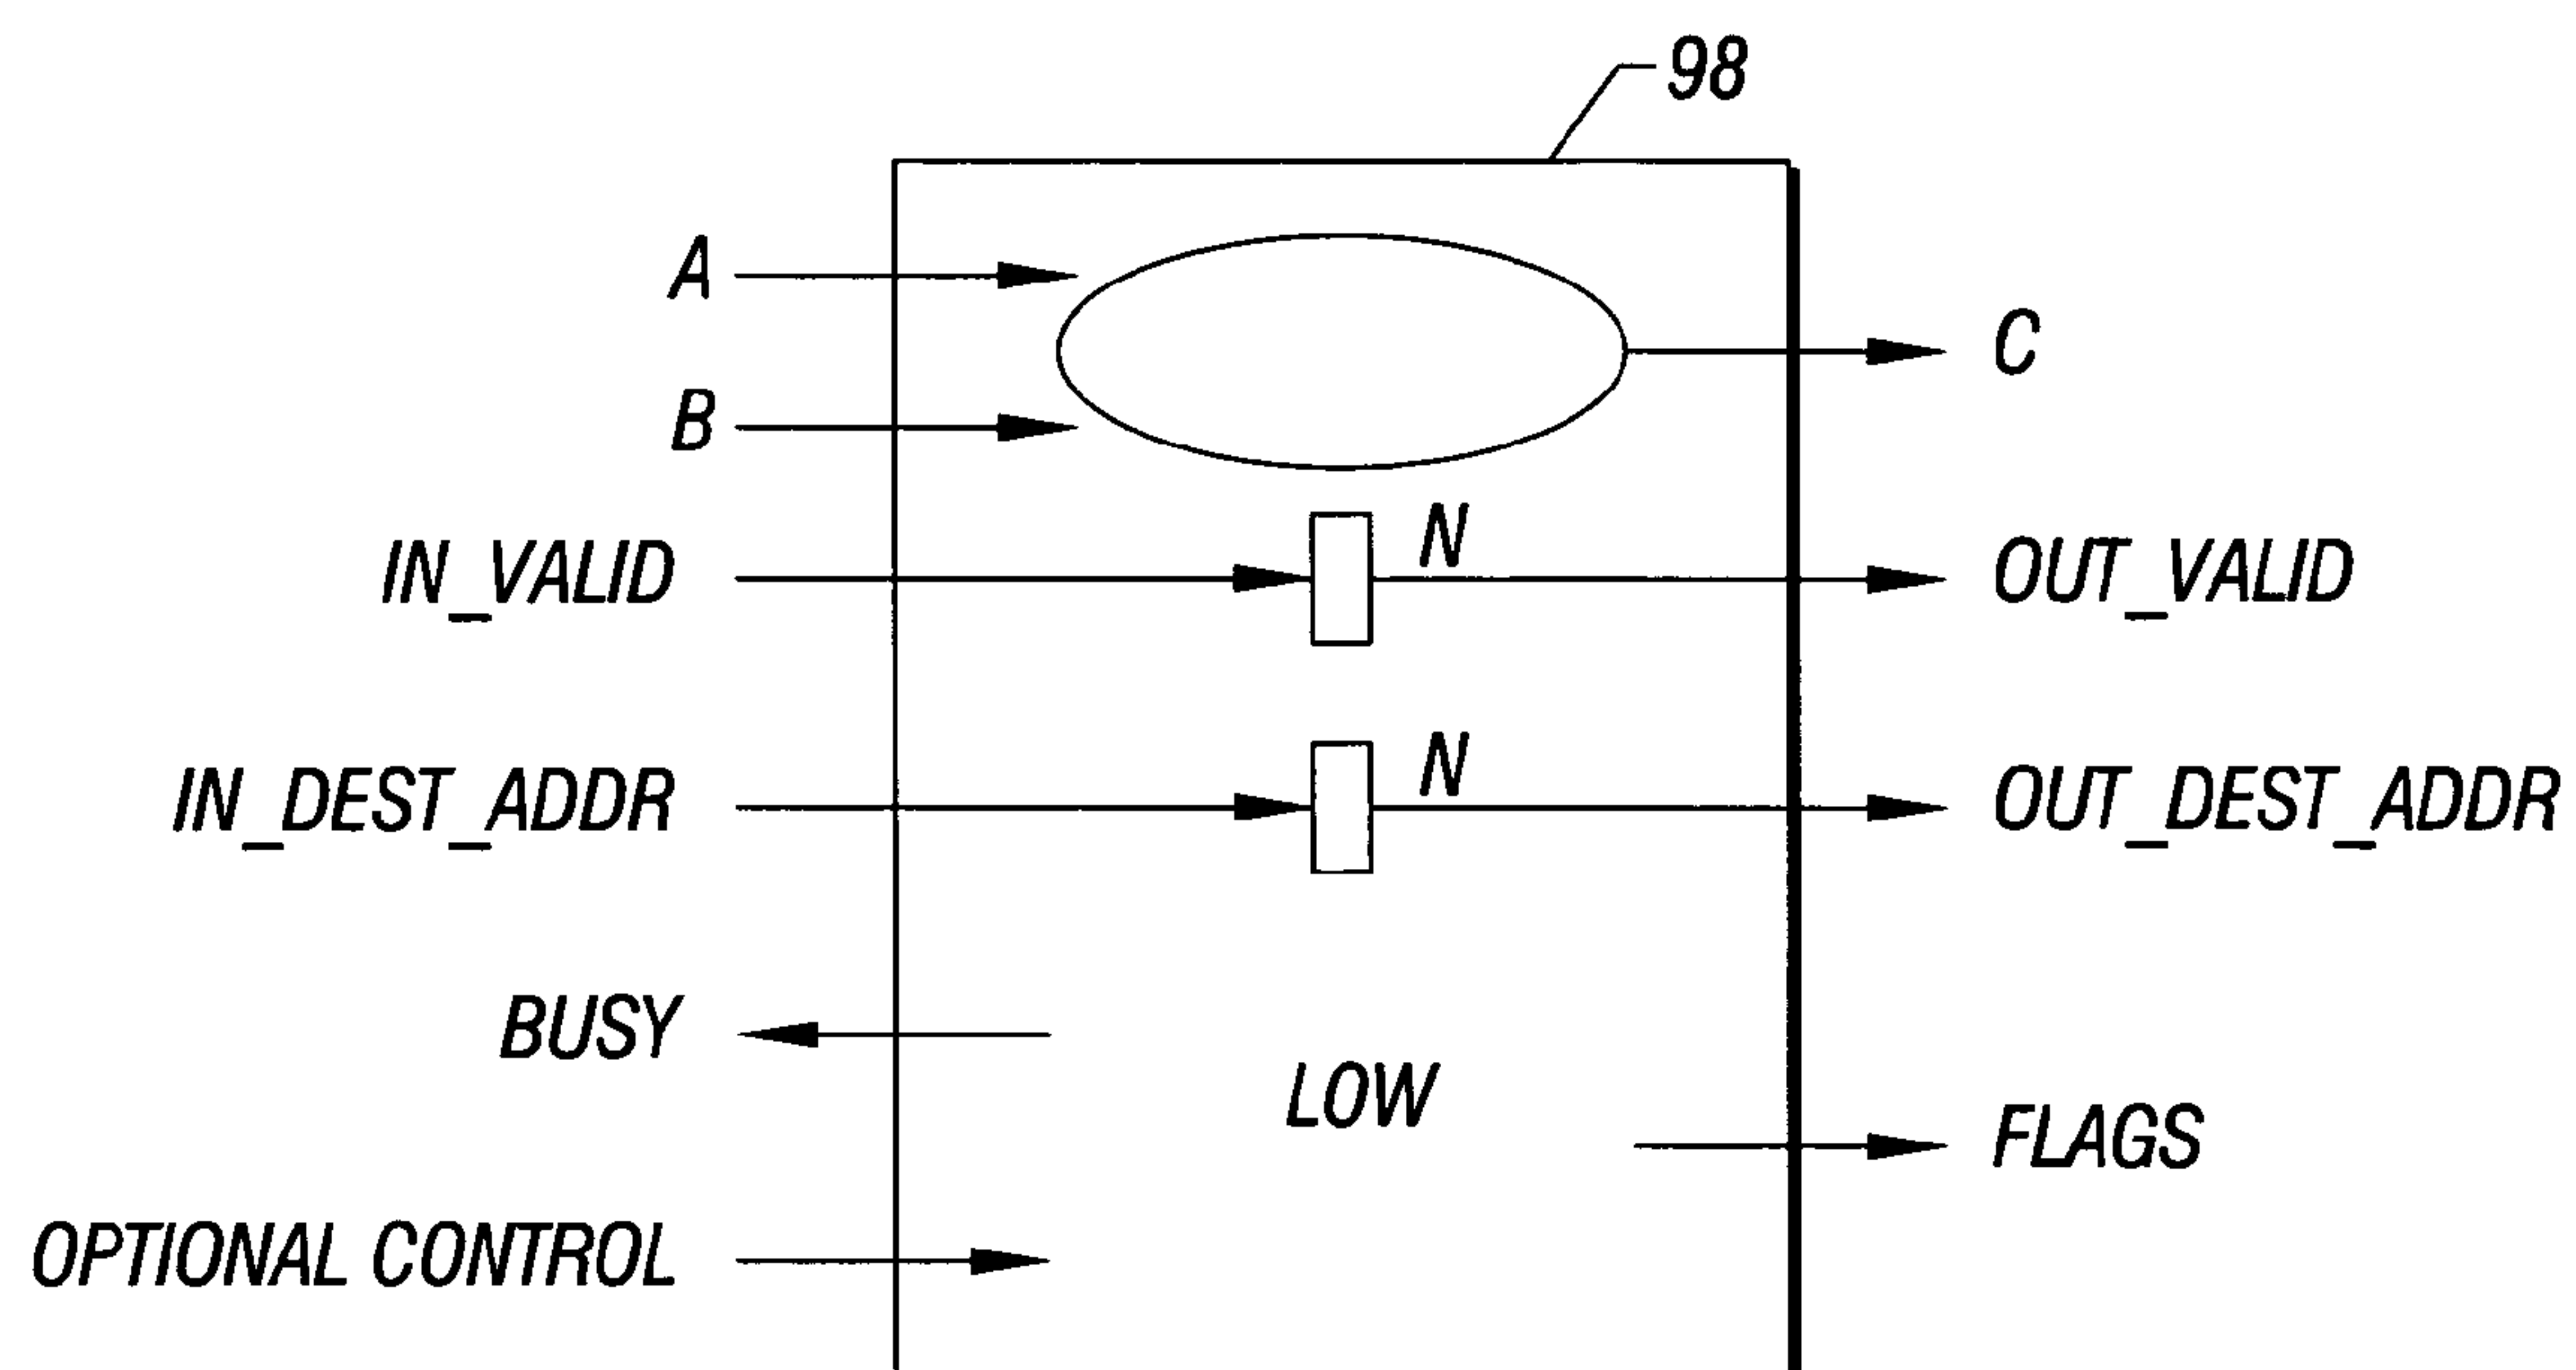 98
A
C
B
N
IN_VALID
OUT_VALID
N
IN_DEST_ADDR
OUT_DEST_ADDR
BUSY
LOW
FLAGS
OPTIONAL CONTROL